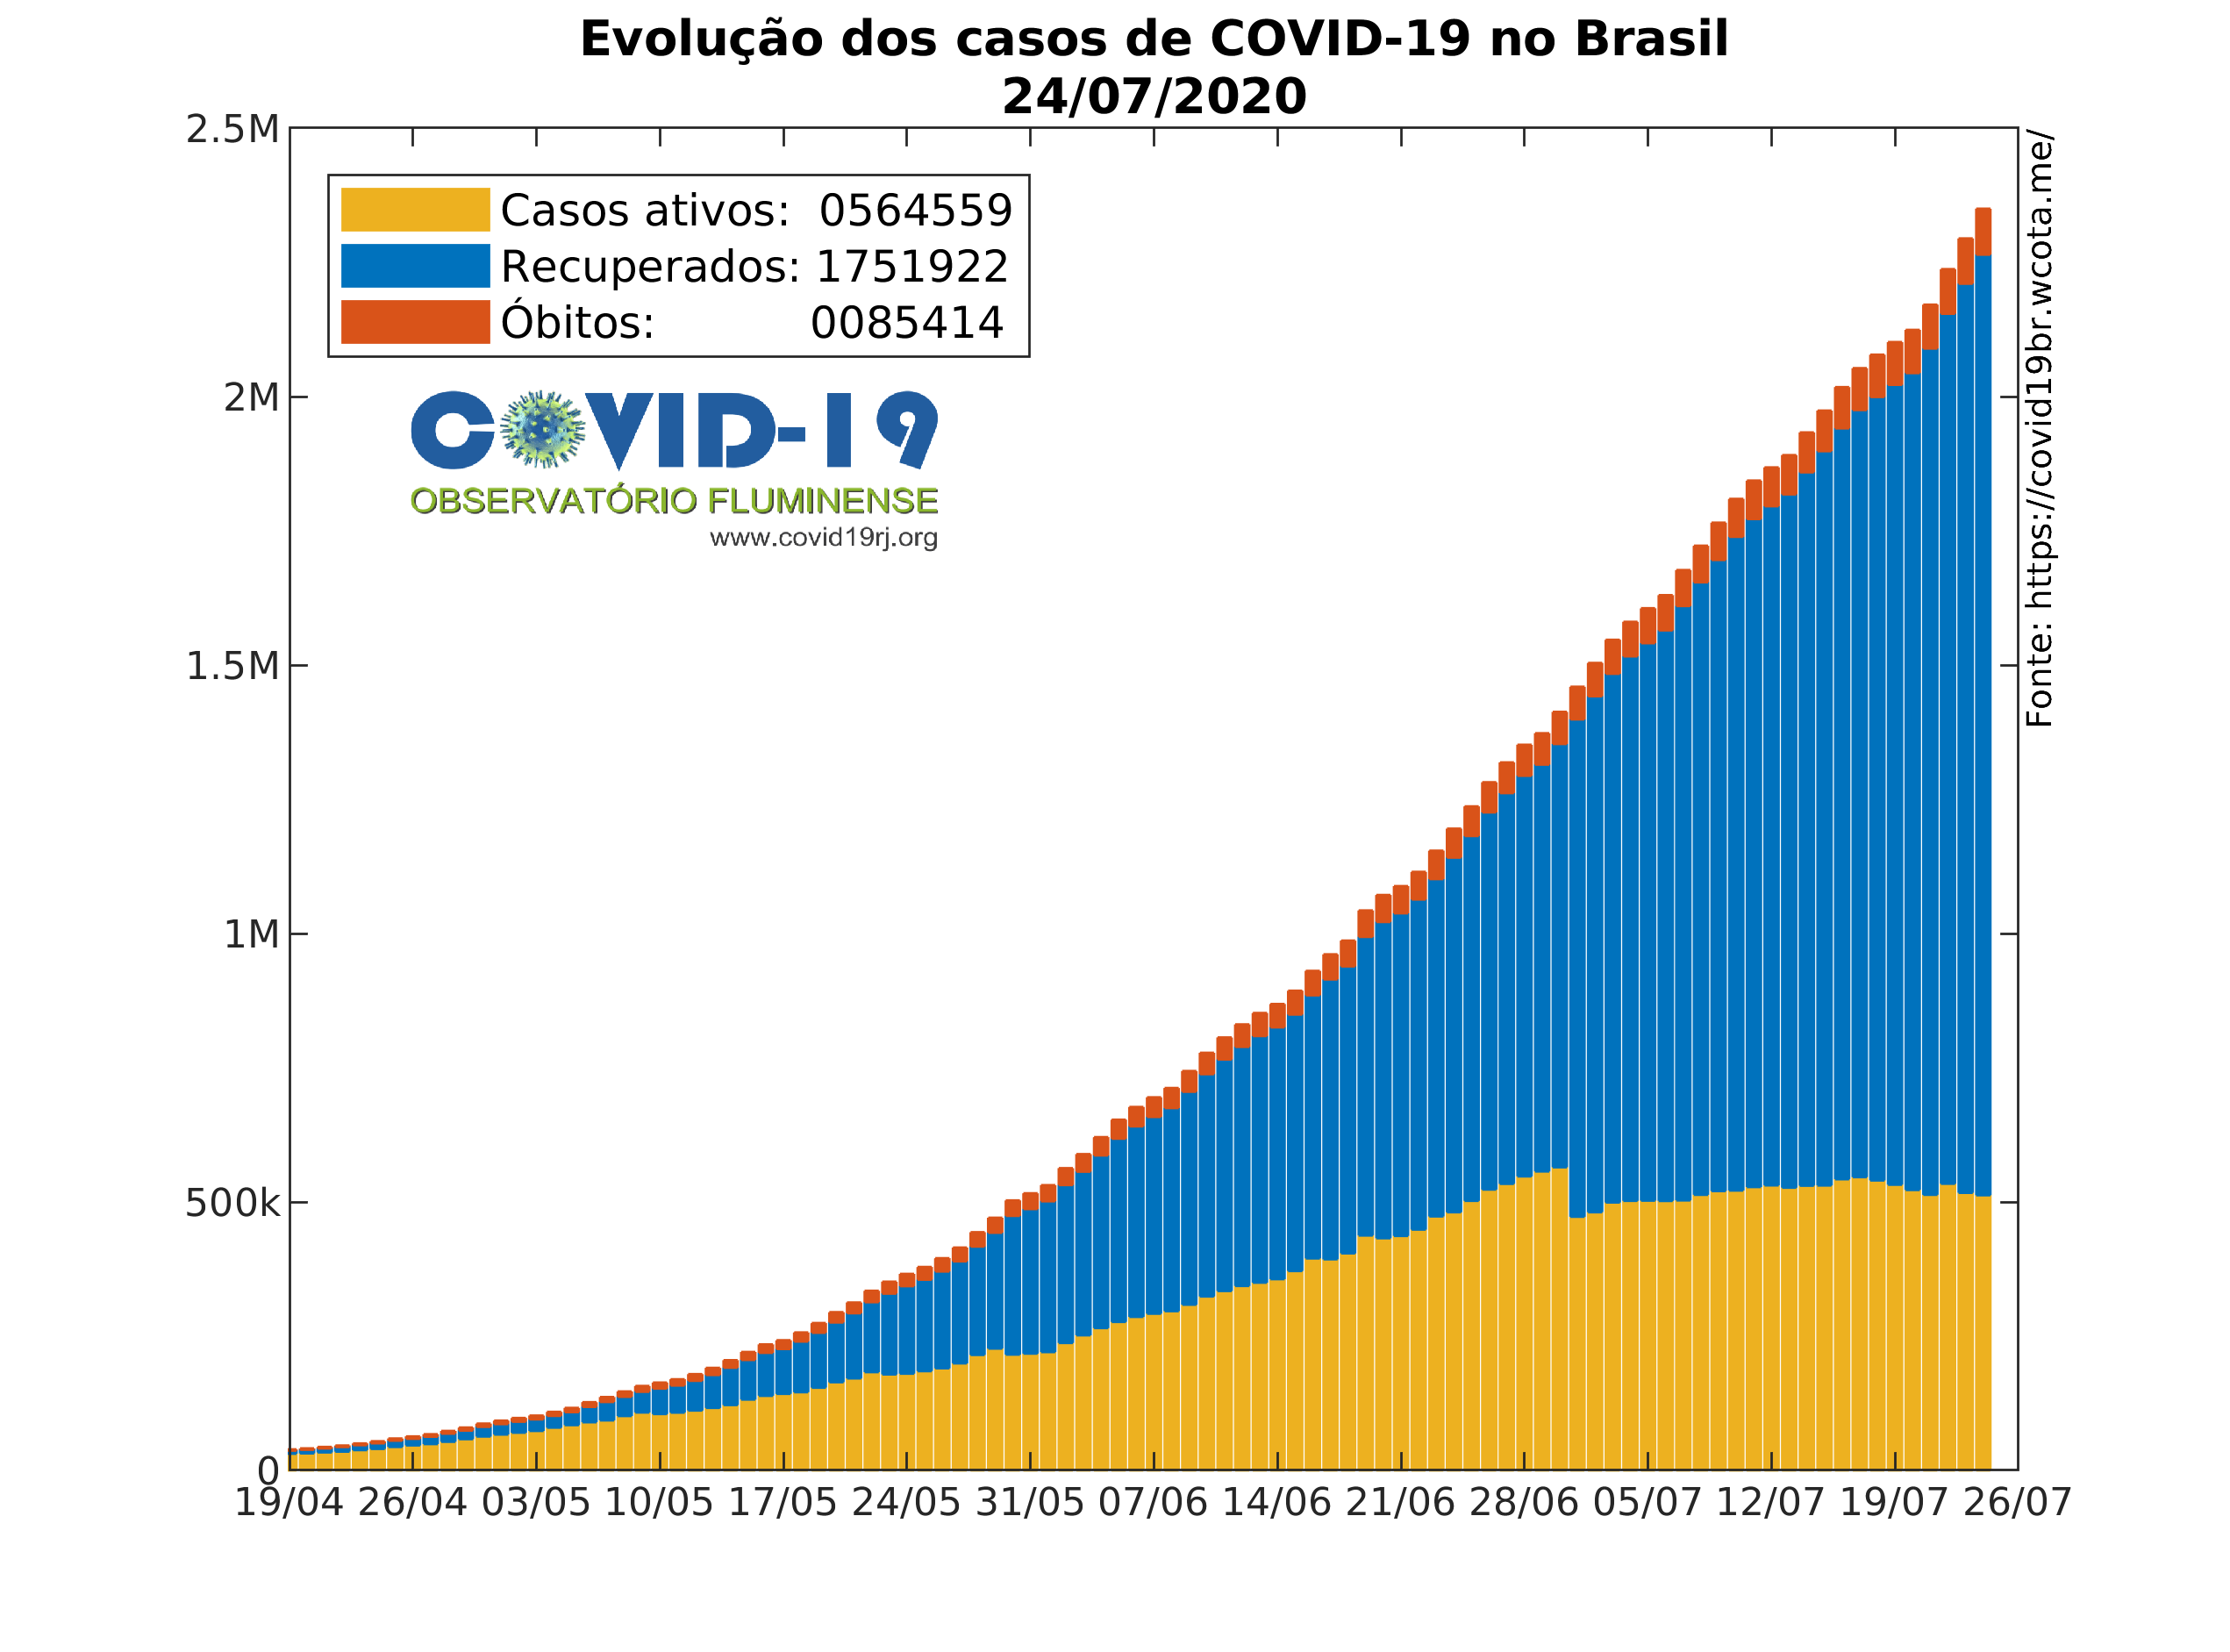 Evolução dos casos de COVID-19 no Brasil
24/07/2020
2.5M
2M
1.5M
1M
500k
0
Casos ativos: 0564559
Recuperados: 1751922
Óbitos: 0085414
COVID-19
OBSERVATÓRIO FLUMINENSE
www.covid19rj.org
Fonte: https://covid19br.wcota.me/
19/04 26/04 03/05 10/05 17/05 24/05 31/05 07/06 14/06 21/06 28/06 05/07 12/07 19/07 26/07